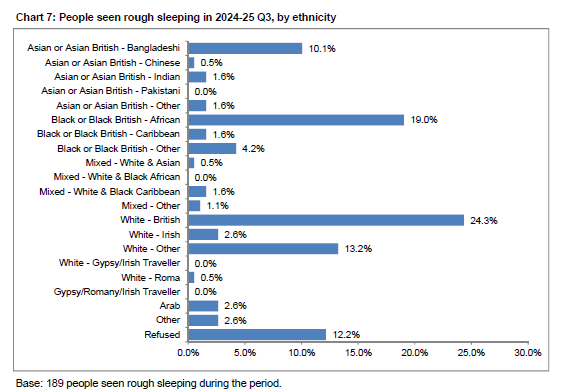 Chart 7: People seen rough sleeping in 2024-25 Q3, by ethnicity
Asian or Asian British - Bangladeshi 10.1%
Asian or Asian British - Chinese 0.5%
Asian or Asian British - Indian 1.6%
Asian or Asian British - Pakistani 0.0%
Asian or Asian British - Other 1.6%
Black or Black British - African 19.0%
Black or Black British - Caribbean 1.6%
Black or Black British - Other 4.2%
Mixed - White & Asian 0.5%
Mixed - White & Black African 0.0%
Mixed - White & Black Caribbean 1.6%
Mixed - Other 1.1%
White - British 24.3%
White - Irish 2.6%
White - Other 13.2%
White - Gypsy/Irish Traveller 0.0%
White - Roma 0.5%
Gypsy/Romany/Irish Traveller 0.0%
Arab 2.6%
Other 2.6%
Refused 12.2%
0.0% 5.0% 10.0% 15.0% 20.0% 25.0% 30.0%
Base: 189 people seen rough sleeping during the period.